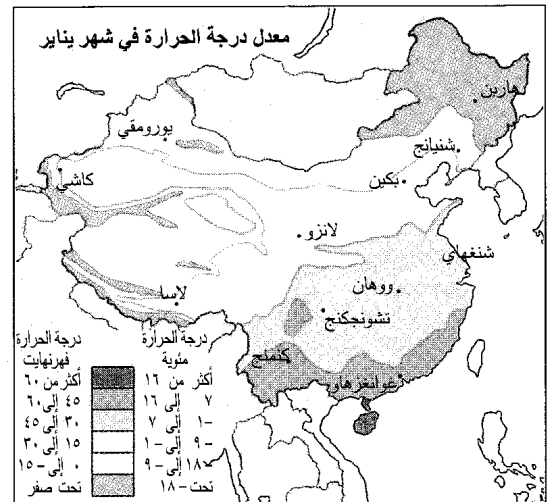 معدل درجة الحرارة في شهر يناير
هاربن
يورومقي
شنيانج
كاشي
بكين
لانزو
شنغهاي
لاسا
ووهان
تشونجكنج
كنمنج
غوانغزهاو
درجة الحرارة مئوية
أكثر من ١٦
٧ إلى ١٦
-١ إلى ٧
-٩ إلى -١
-١٨ إلى -٩
تحت -١٨
درجة الحرارة فهرنهايت
أكثر من ٦٠
٤٥ إلى ٦٠
٣٠ إلى ٤٥
١٥ إلى ٣٠
٠ إلى -١٥
تحت صفر